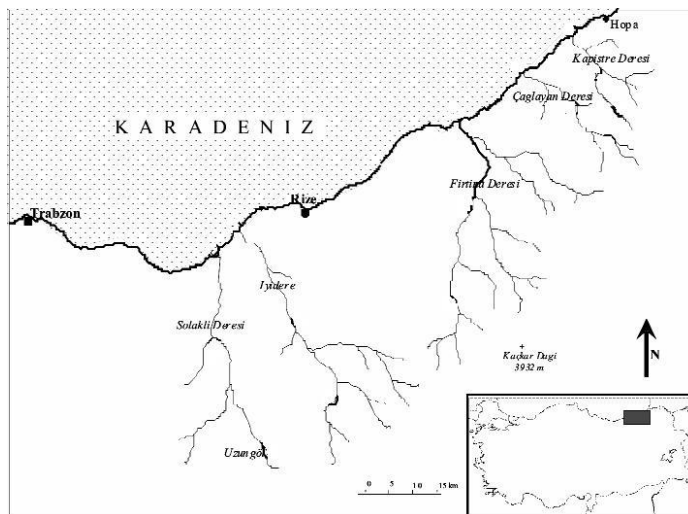 Hopa
Kapistre Deresi
Çaglayan Deresi
KARADENIZ
Firtina Deresi
Rize
Trabzon
Iyidere
Solakli Deresi
Kaçkar Dagi
3932 m
N
Uzungöl
0 5 10 15 km